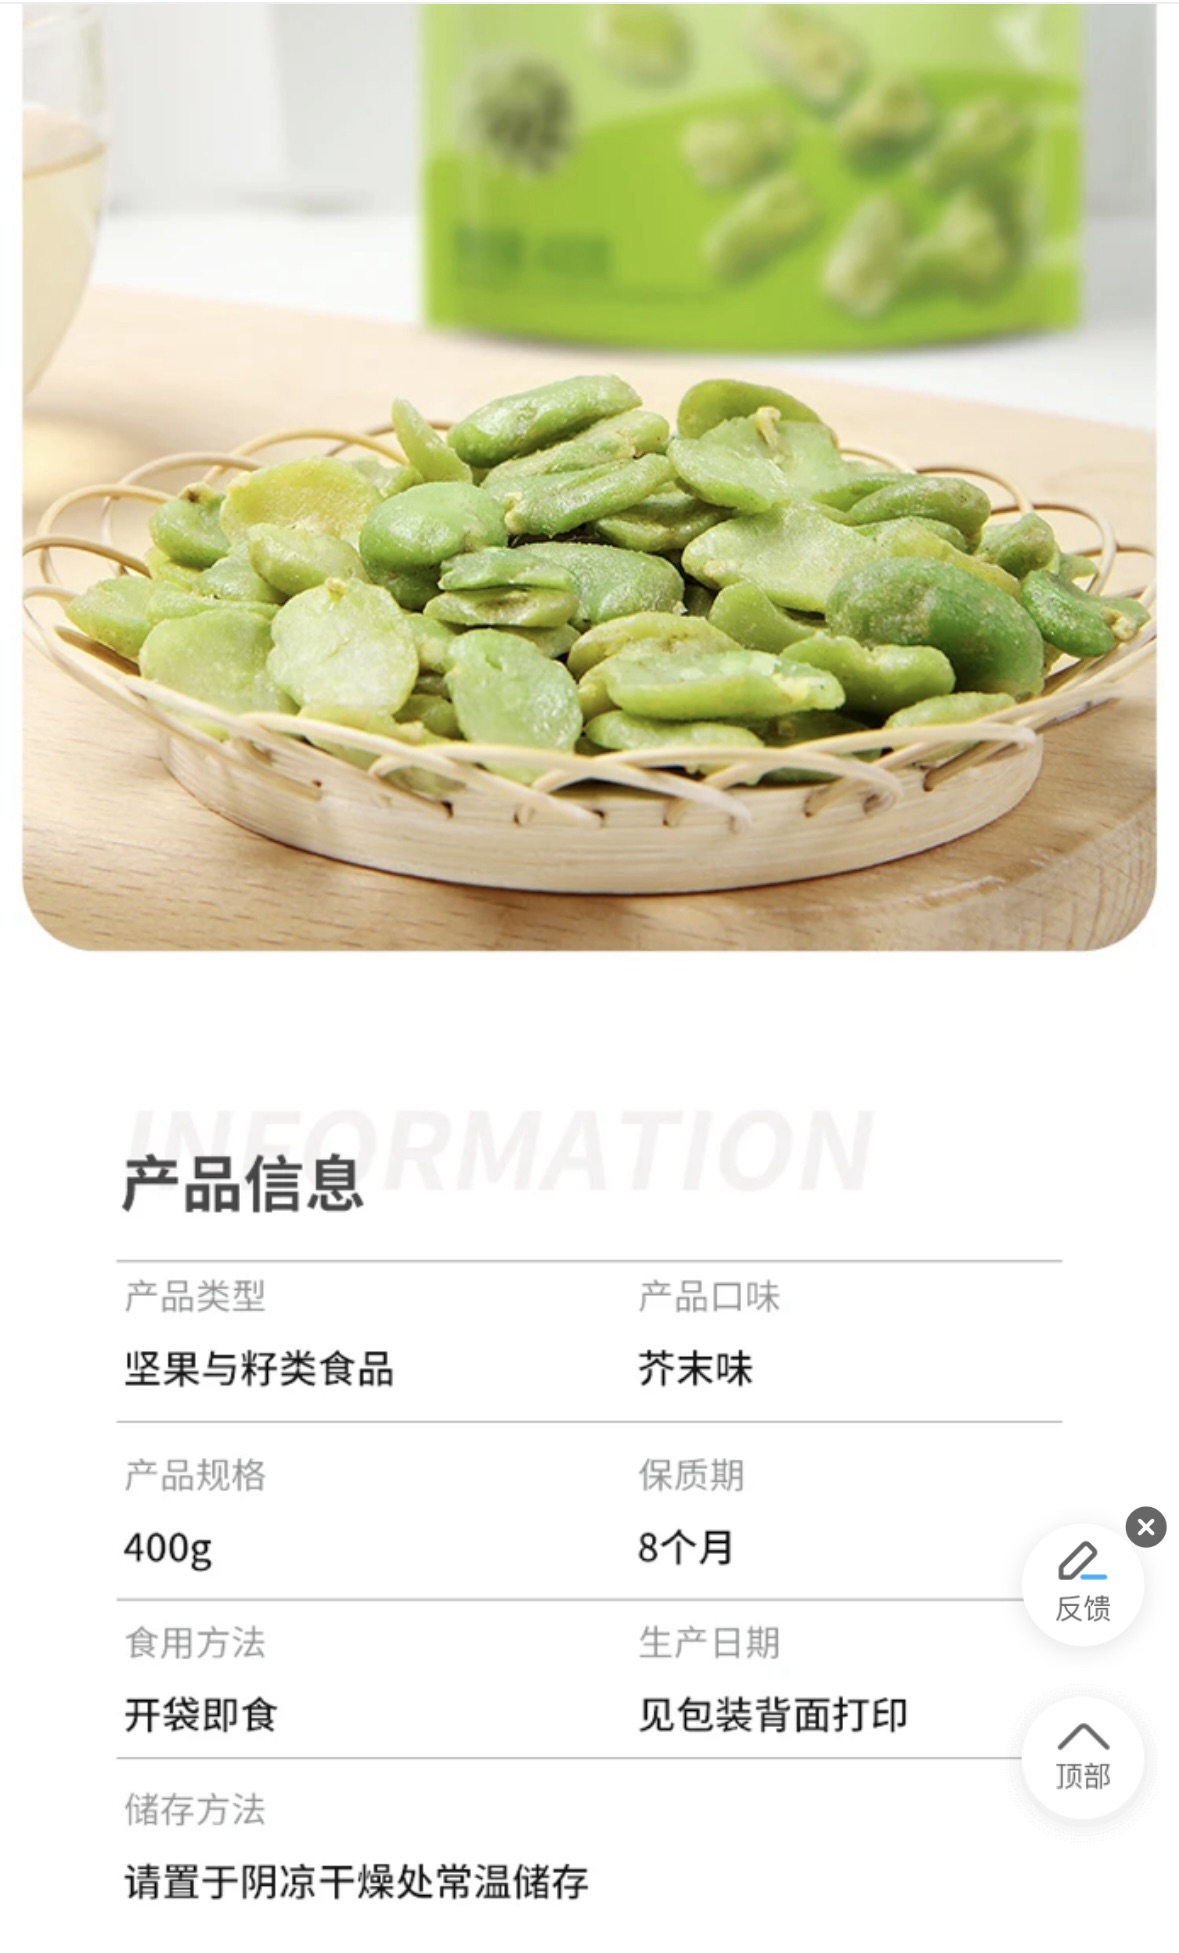 INFORMATION
产品信息
产品类型
产品口味
坚果与籽类食品
芥末味
产品规格
保质期
400g
8个月
反馈
食用方法
生产日期
开袋即食
见包装背面打印
顶部
储存方法
请置于阴凉干燥处常温储存